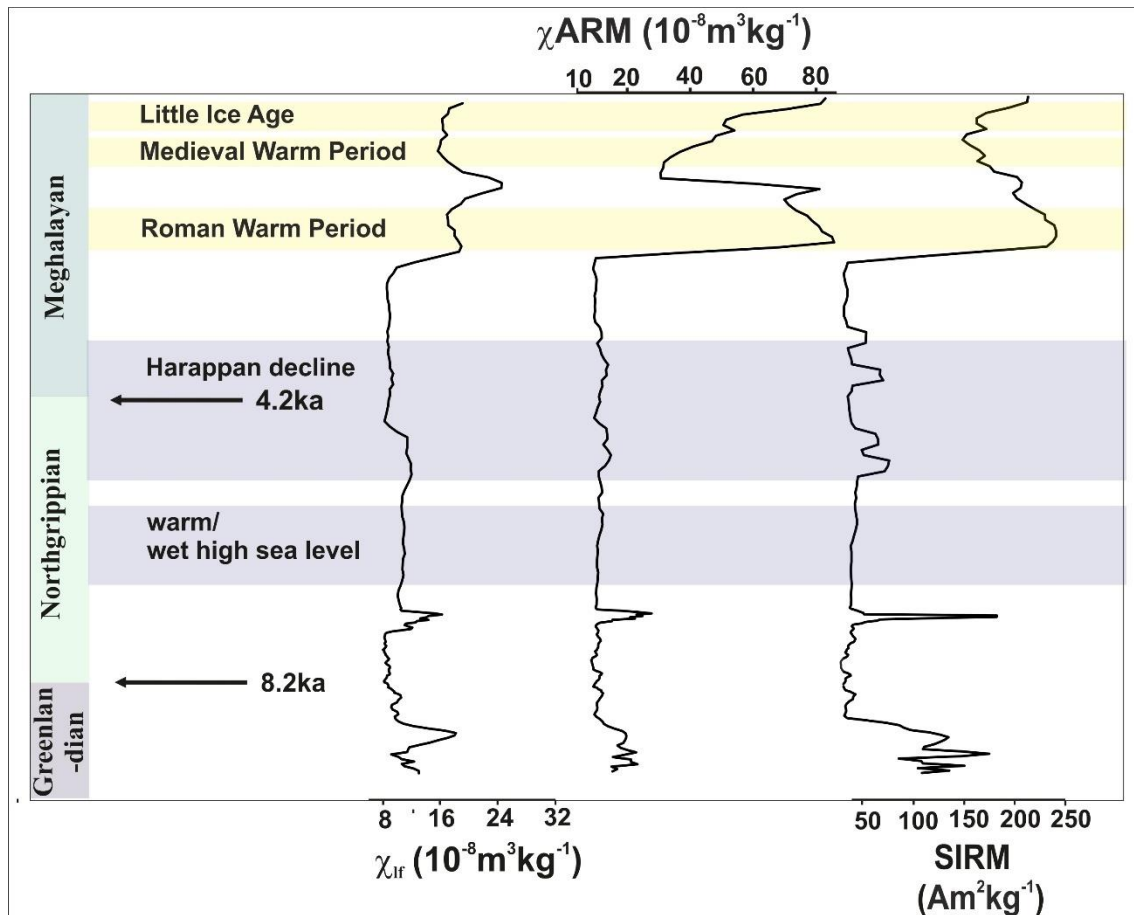 χARM (10⁻⁸m³kg⁻¹)
10 20 40 60 80
Little Ice Age
Medieval Warm Period
Roman Warm Period
Meghalayan
Harappan decline
4.2ka
Northgrippian
warm/
wet high sea level
8.2ka
Greenlan
-dian
8 16 24 32
χlf (10⁻⁸m³kg⁻¹)
50 100 150 200 250
SIRM
(Am²kg⁻¹)